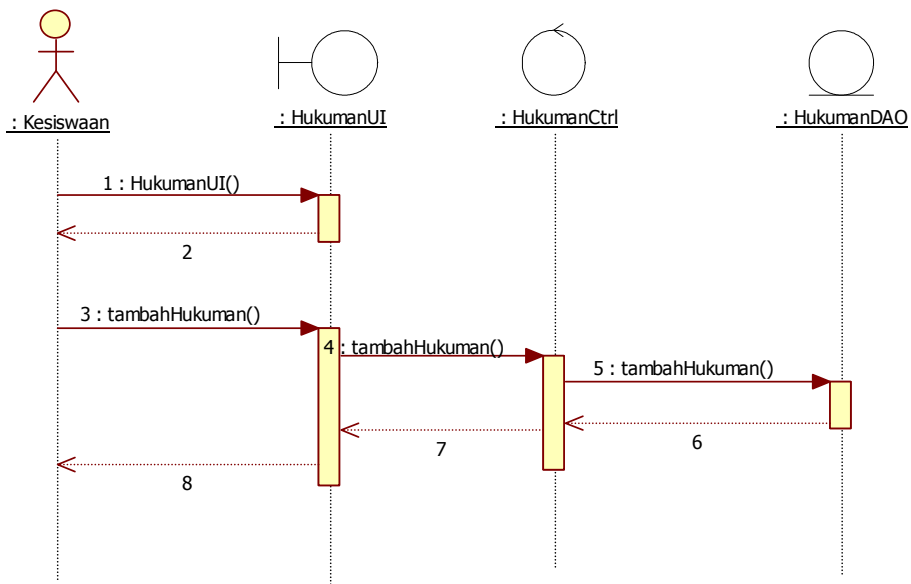 : Kesiswaan
: HukumanUI
: HukumanCtrl
: HukumanDAO
1 : HukumanUI()
2
3 : tambahHukuman()
4 : tambahHukuman()
5 : tambahHukuman()
6
7
8